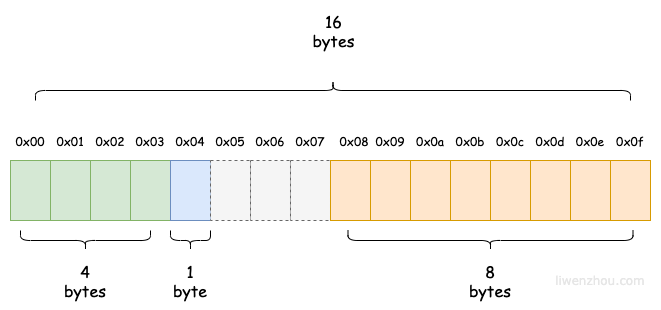 16
bytes
0x00 0x01 0x02 0x03 0x04 0x05 0x06 0x07 0x08 0x09 0x0a 0x0b 0x0c 0x0d 0x0e 0x0f
4 1 8
bytes byte bytes
liwenzhou.com